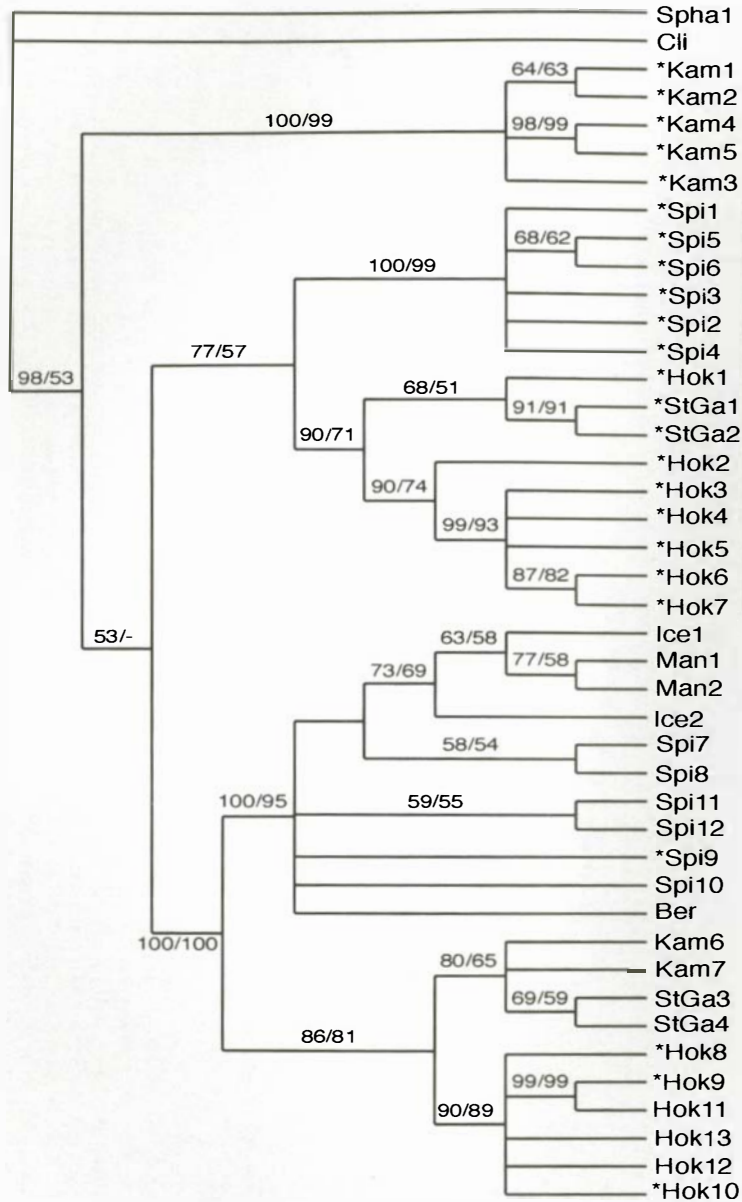 Spha1
Cli
64/63
*Kam1
*Kam2
100/99
98/99
*Kam4
*Kam5
*Kam3
*Spi1
68/62
*Spi5
*Spi6
100/99
*Spi3
*Spi2
77/57
*Spi4
98/53
68/51
*Hok1
91/91
*StGa1
*StGa2
90/71
*Hok2
90/74
*Hok3
99/93
*Hok4
*Hok5
87/82
*Hok6
*Hok7
53/-
63/58
Ice1
73/69
77/58
Man1
Man2
Ice2
58/54
Spi7
Spi8
100/95
59/55
Spi11
Spi12
*Spi9
Spi10
Ber
100/100
80/65
Kam6
Kam7
69/59
StGa3
StGa4
86/81
*Hok8
99/99
*Hok9
90/89
Hok11
Hok13
Hok12
*Hok10